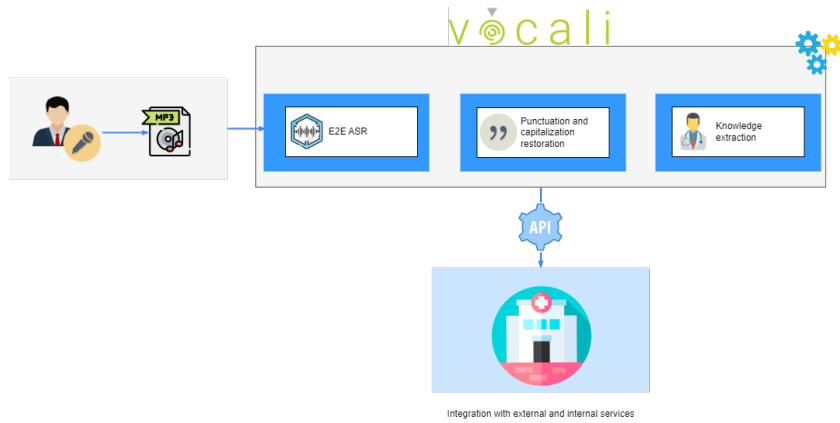 vocali
MP3
E2E ASR
Punctuation and
capitalization
restoration
Knowledge
extraction
API
Integration with external and internal services